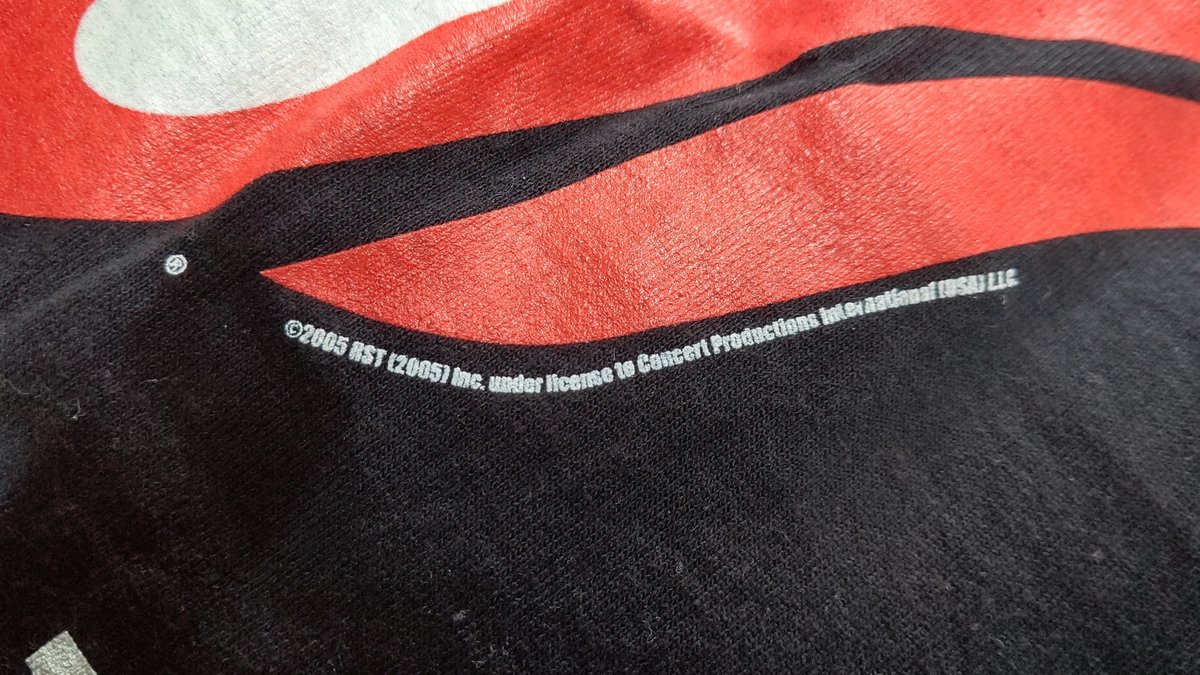 ®
©2005 RST (2005) Inc. under license to Concert Productions International (USA) LLC.